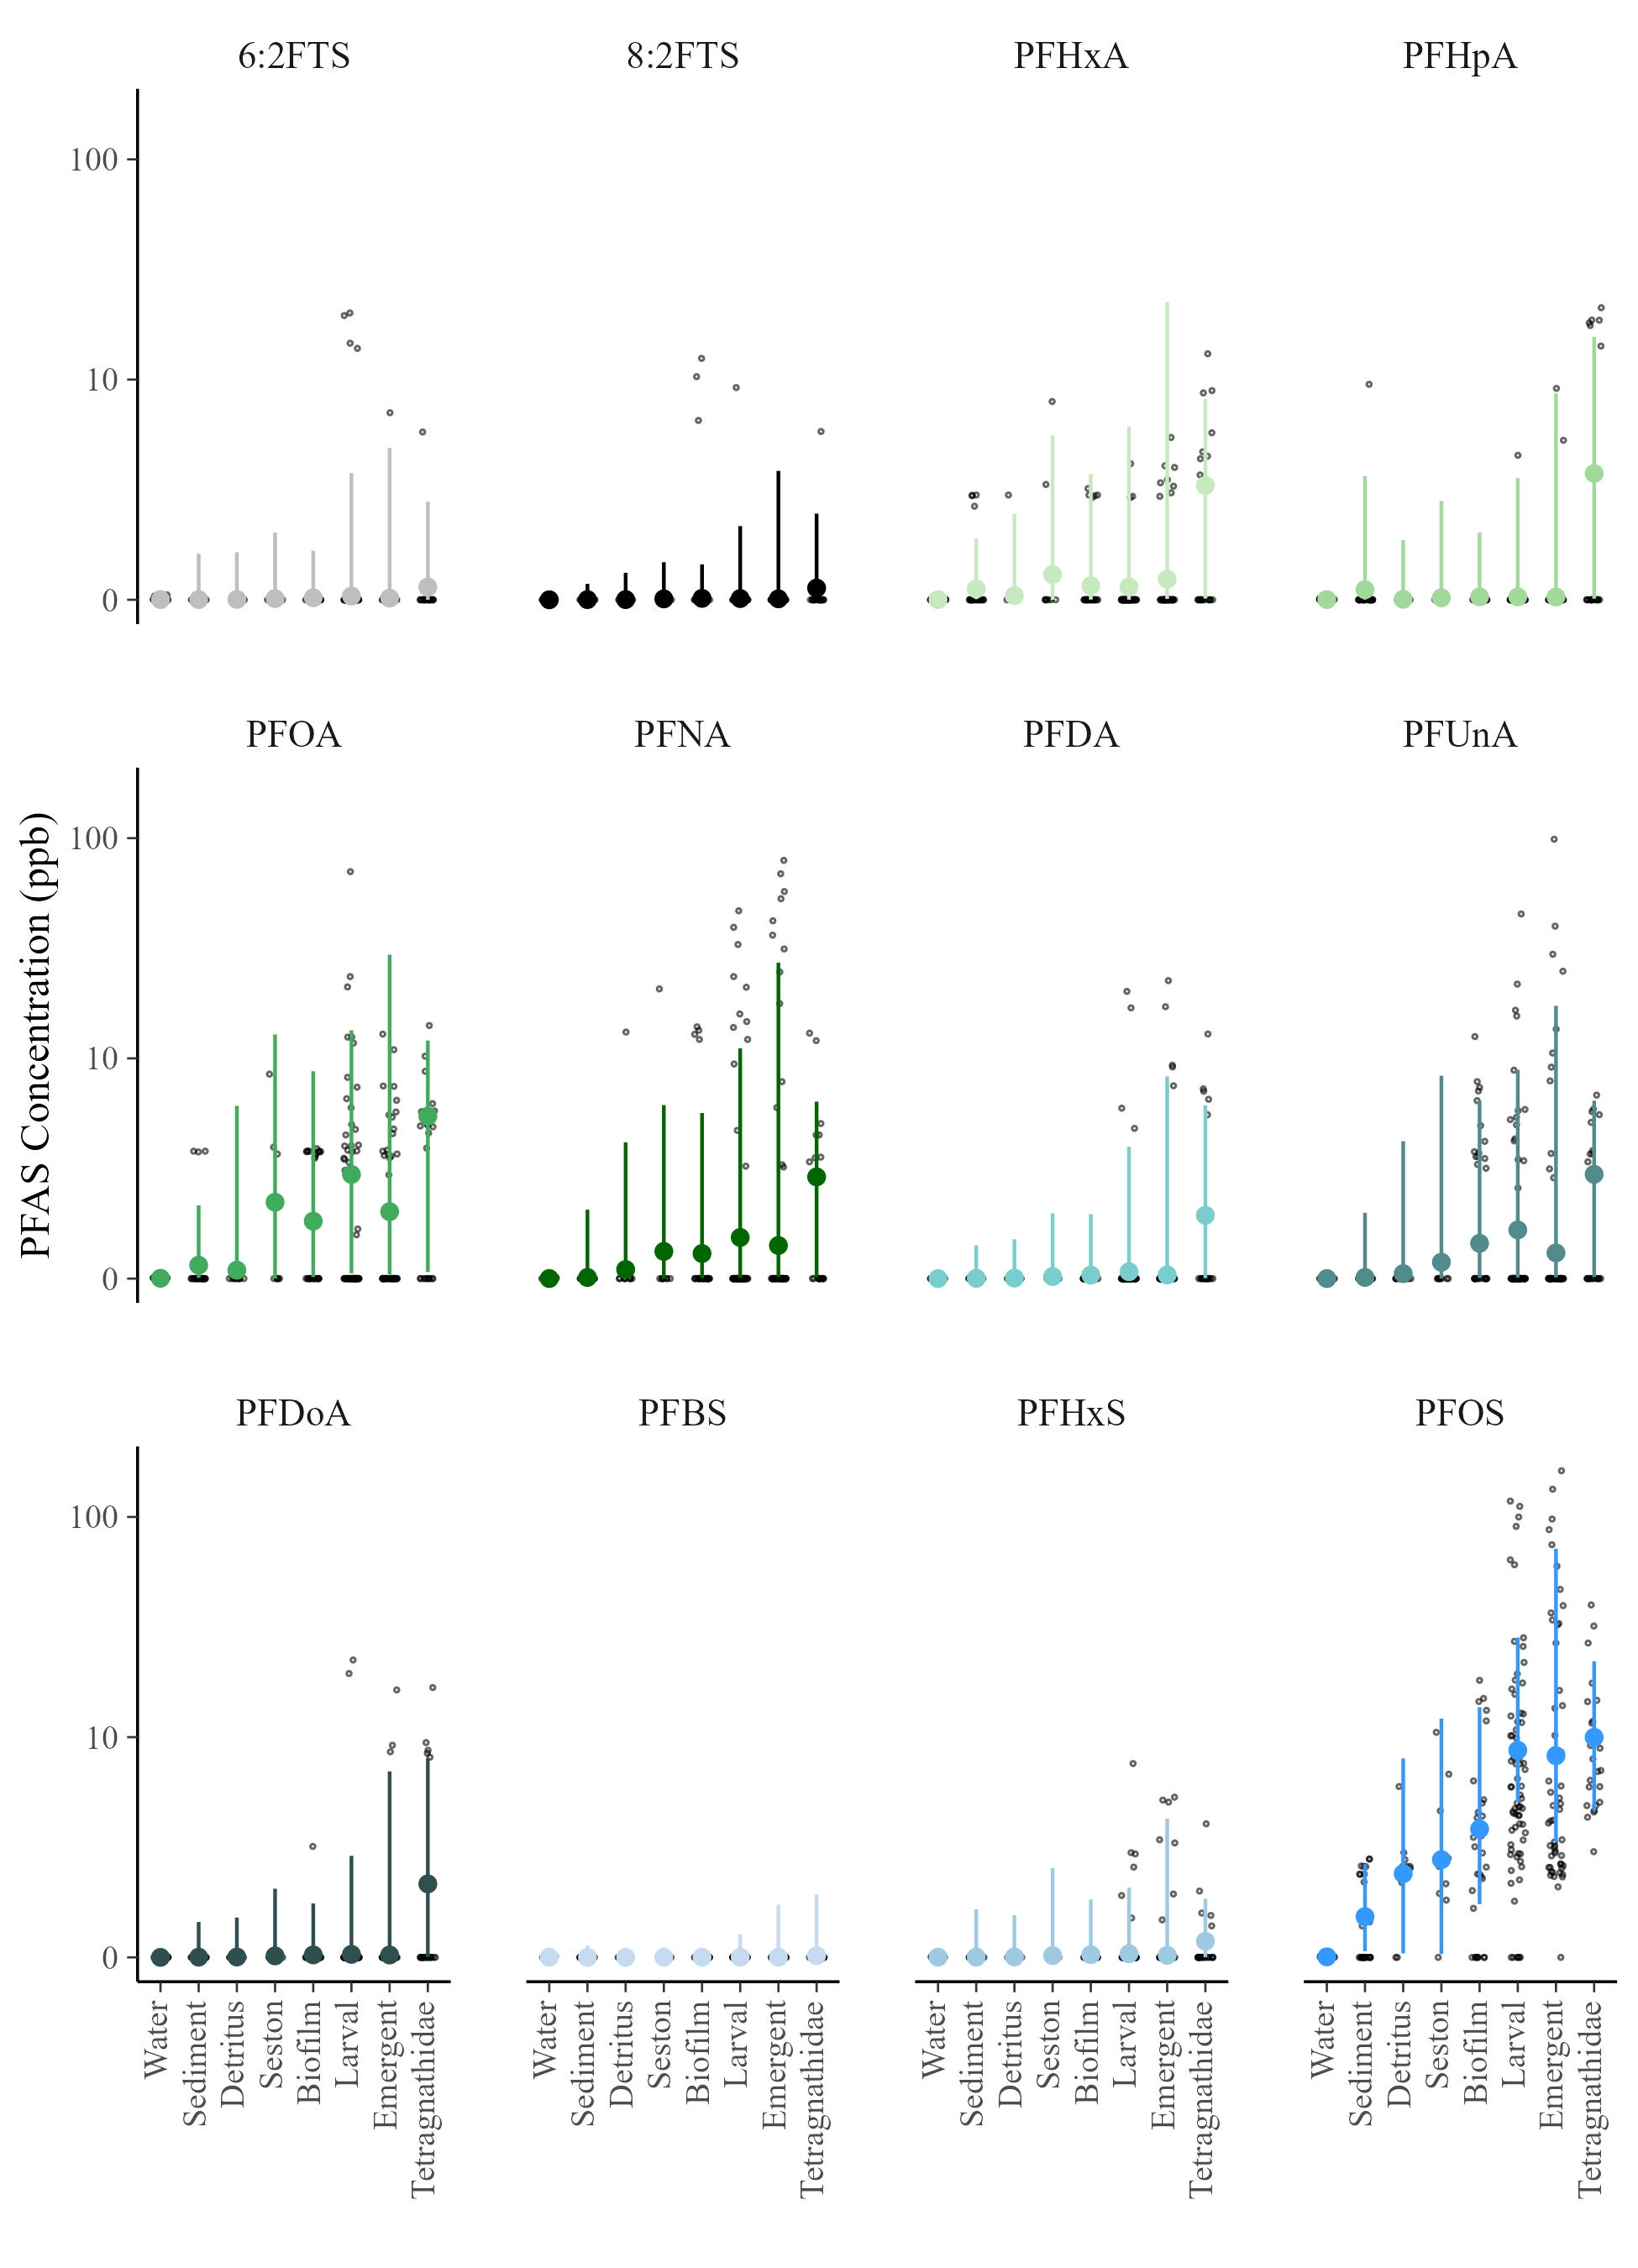 6:2FTS 8:2FTS PFHxA PFHpA
100
10
0
PFOA PFNA PFDA PFUnA
PFAS Concentration (ppb)
100
10
0
PFDoA PFBS PFHxS PFOS
100
10
0
Water Sediment Detritus Seston Biofilm Larval Emergent Tetragnathidae Water Sediment Detritus Seston Biofilm Larval Emergent Tetragnathidae Water Sediment Detritus Seston Biofilm Larval Emergent Tetragnathidae Water Sediment Detritus Seston Biofilm Larval Emergent Tetragnathidae